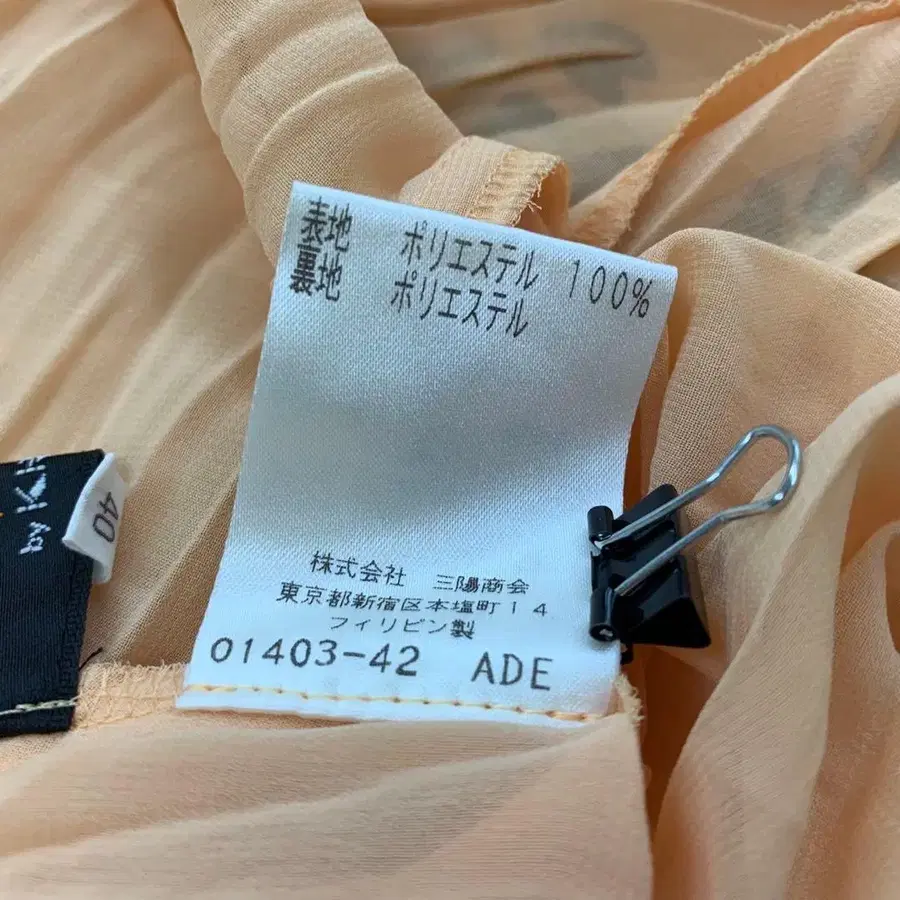 表地 ポリエステル 100%
裏地 ポリエステル
株式会社 三陽商会
東京都新宿区本塩町14
フィリピン製
01403-42 ADE
40
by KH